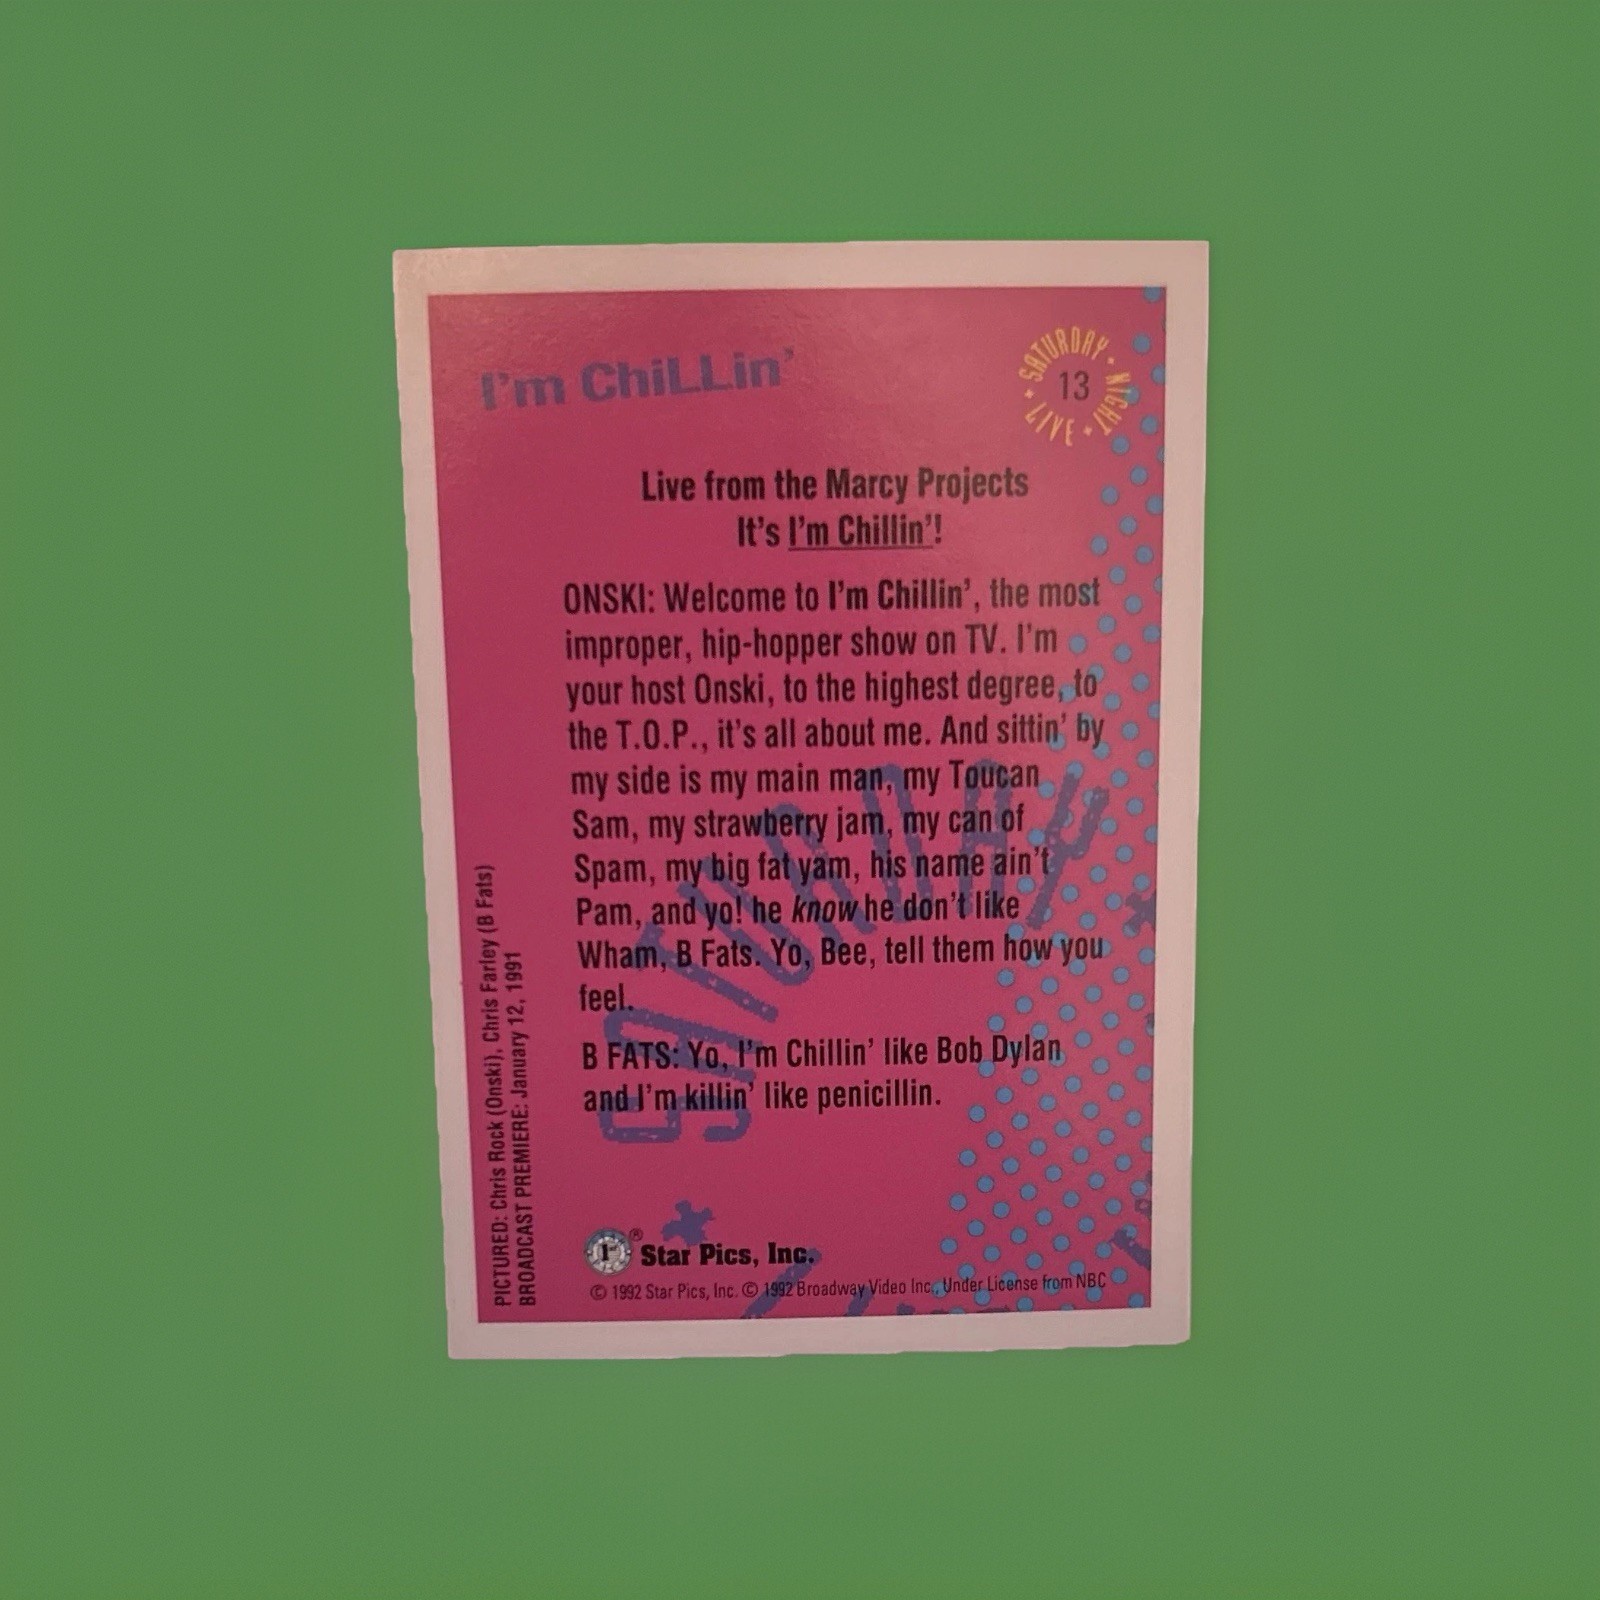 I'm ChiLLin'
SATURDAY • NIGHT • LIVE •
13
Live from the Marcy Projects
It's I'm Chillin'!
ONSKI: Welcome to I'm Chillin', the most
improper, hip-hopper show on TV. I'm
your host Onski, to the highest degree, to
the T.O.P., it's all about me. And sittin' by
my side is my main man, my Toucan
Sam, my strawberry jam, my can of
Spam, my big fat yam, his name ain't
Pam, and yo! he know he don't like
Wham, B Fats. Yo, Bee, tell them how you
feel.
B FATS: Yo, I'm Chillin' like Bob Dylan
and I'm killin' like penicillin.
SATURDAY
PICTURED: Chris Rock (Onski), Chris Farley (B Fats)
BROADCAST PREMIERE: January 12, 1991
1st ® Star Pics, Inc.
© 1992 Star Pics, Inc. © 1992 Broadway Video Inc., Under License from NBC